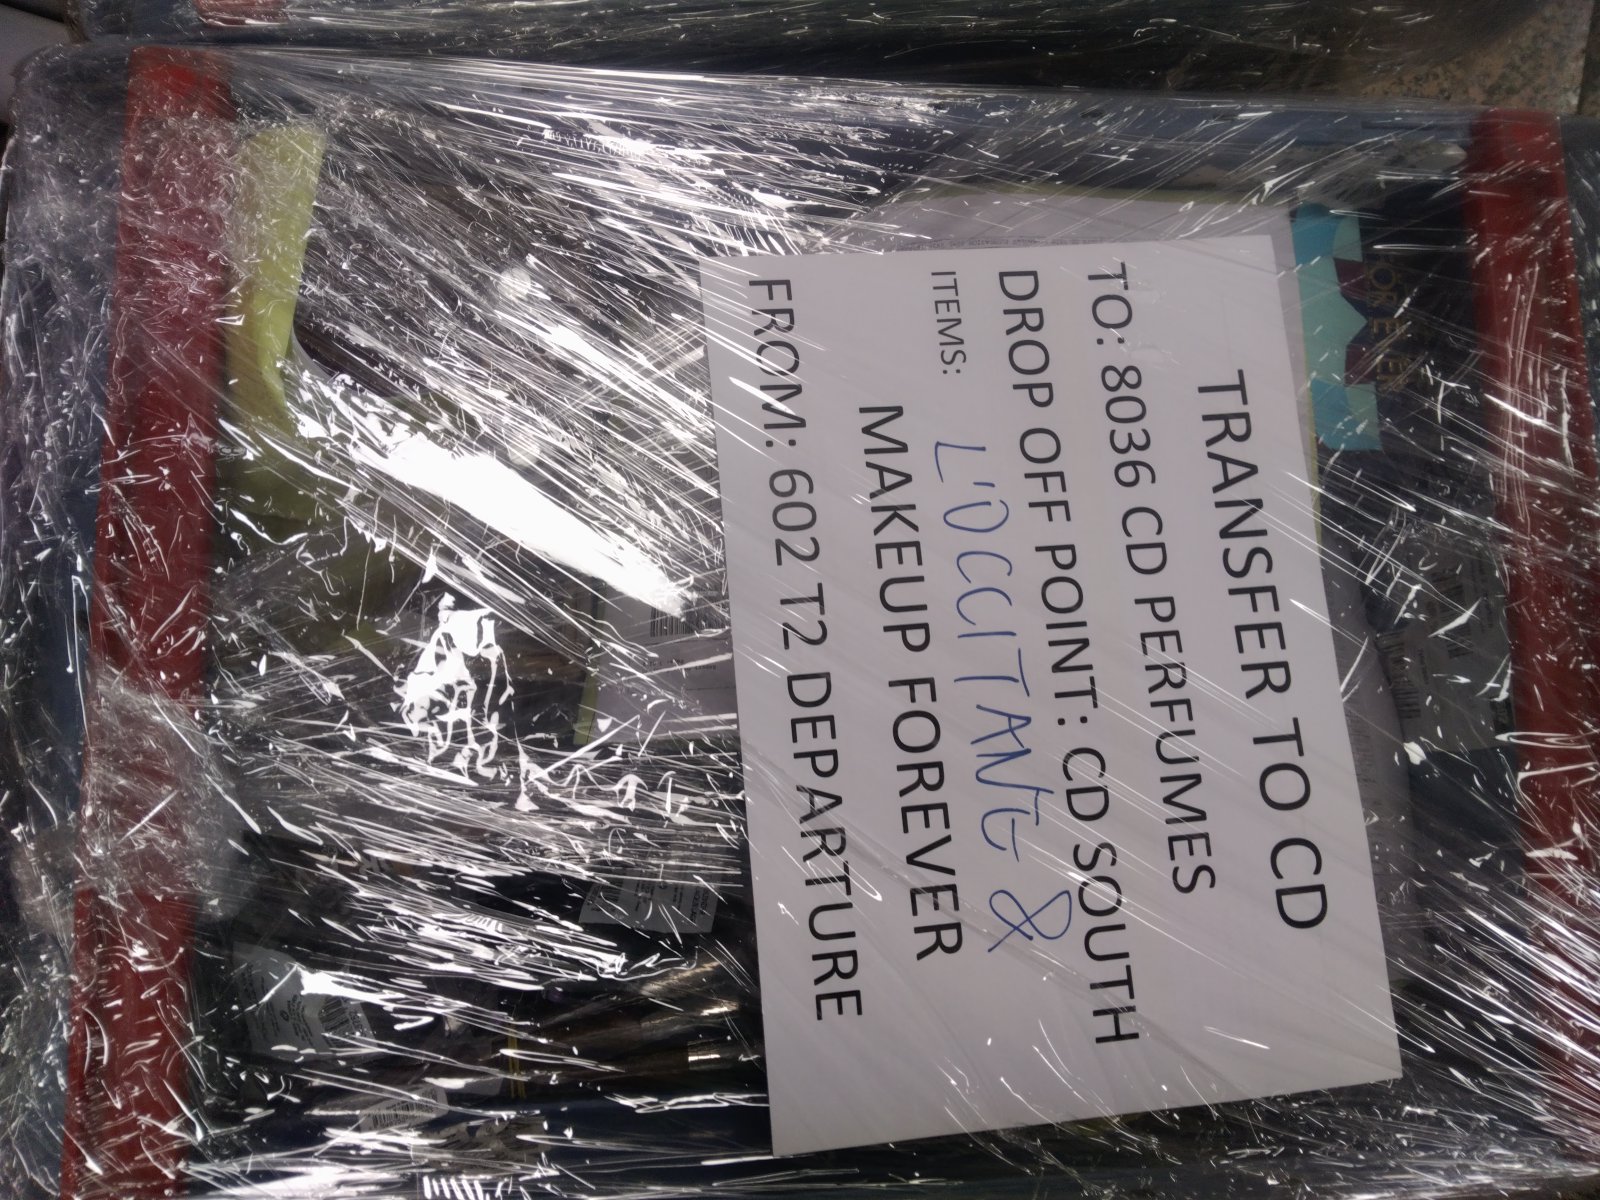 TRANSFER TO CD
TO: 8036 CD PERFUMES
DROP OFF POINT: CD SOUTH
ITEMS: L'OCCITANE &
MAKEUP FOREVER
FROM: 602 T2 DEPARTURE